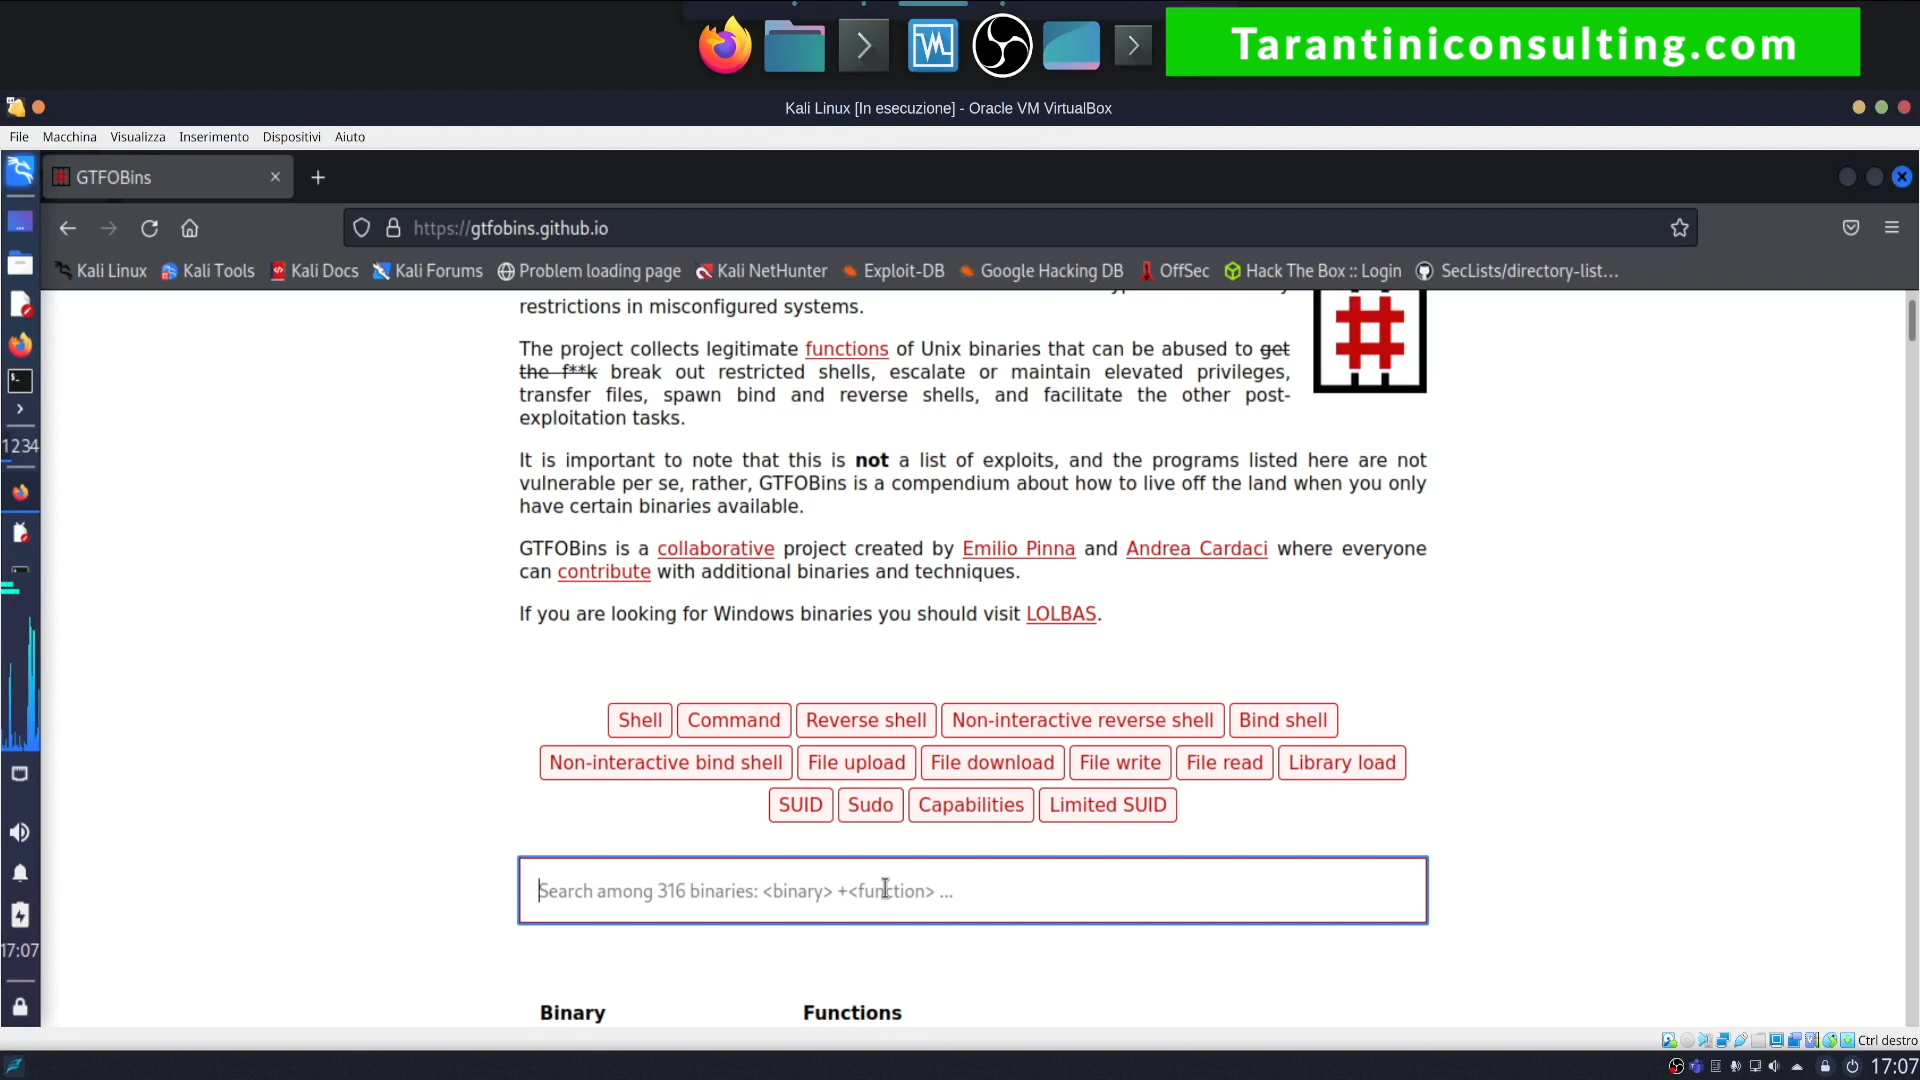 Tarantiniconsulting.com
Kali Linux [In esecuzione] - Oracle VM VirtualBox
File Macchina Visualizza Inserimento Dispositivi Aiuto
GTFOBins
https://gtfobins.github.io
Kali Linux Kali Tools Kali Docs Kali Forums Problem loading page Kali NetHunter Exploit-DB Google Hacking DB OffSec Hack The Box :: Login SecLists/directory-list...
restrictions in misconfigured systems.
The project collects legitimate functions of Unix binaries that can be abused to get
the f**k break out restricted shells, escalate or maintain elevated privileges,
transfer files, spawn bind and reverse shells, and facilitate the other post-
exploitation tasks.
It is important to note that this is not a list of exploits, and the programs listed here are not
vulnerable per se, rather, GTFOBins is a compendium about how to live off the land when you only
have certain binaries available.
GTFOBins is a collaborative project created by Emilio Pinna and Andrea Cardaci where everyone
can contribute with additional binaries and techniques.
If you are looking for Windows binaries you should visit LOLBAS.
Shell Command Reverse shell Non-interactive reverse shell Bind shell
Non-interactive bind shell File upload File download File write File read Library load
SUID Sudo Capabilities Limited SUID
Search among 316 binaries: <binary> +<function> ...
Binary Functions
1234
17:07
Ctrl destro
17:07